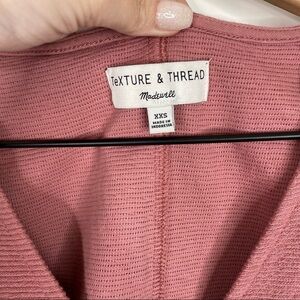 TeXTURE & THREAD
Madewell
XXS
MADE IN
INDONESIA